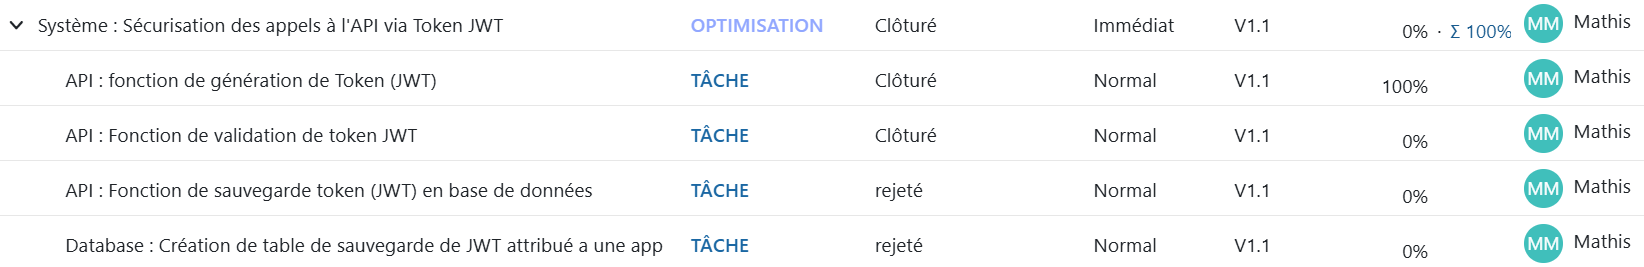 Système : Sécurisation des appels à l'API via Token JWT OPTIMISATION Clôturé Immédiat V1.1 0% · Σ 100% MM Mathis
API : fonction de génération de Token (JWT) TÂCHE Clôturé Normal V1.1 100% MM Mathis
API : Fonction de validation de token JWT TÂCHE Clôturé Normal V1.1 0% MM Mathis
API : Fonction de sauvegarde token (JWT) en base de données TÂCHE rejeté Normal V1.1 0% MM Mathis
Database : Création de table de sauvegarde de JWT attribué a une app TÂCHE rejeté Normal V1.1 0% MM Mathis